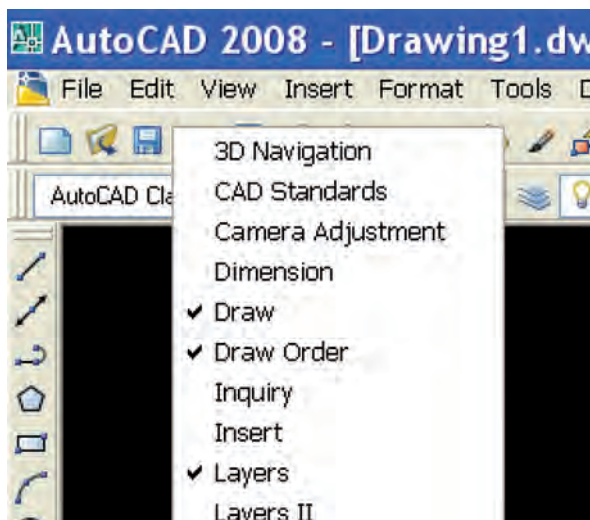 AutoCAD 2008 - [Drawing1.dw
File Edit View Insert Format Tools D
AutoCAD Cla
3D Navigation
CAD Standards
Camera Adjustment
Dimension
Draw
Draw Order
Inquiry
Insert
Layers
Layers II